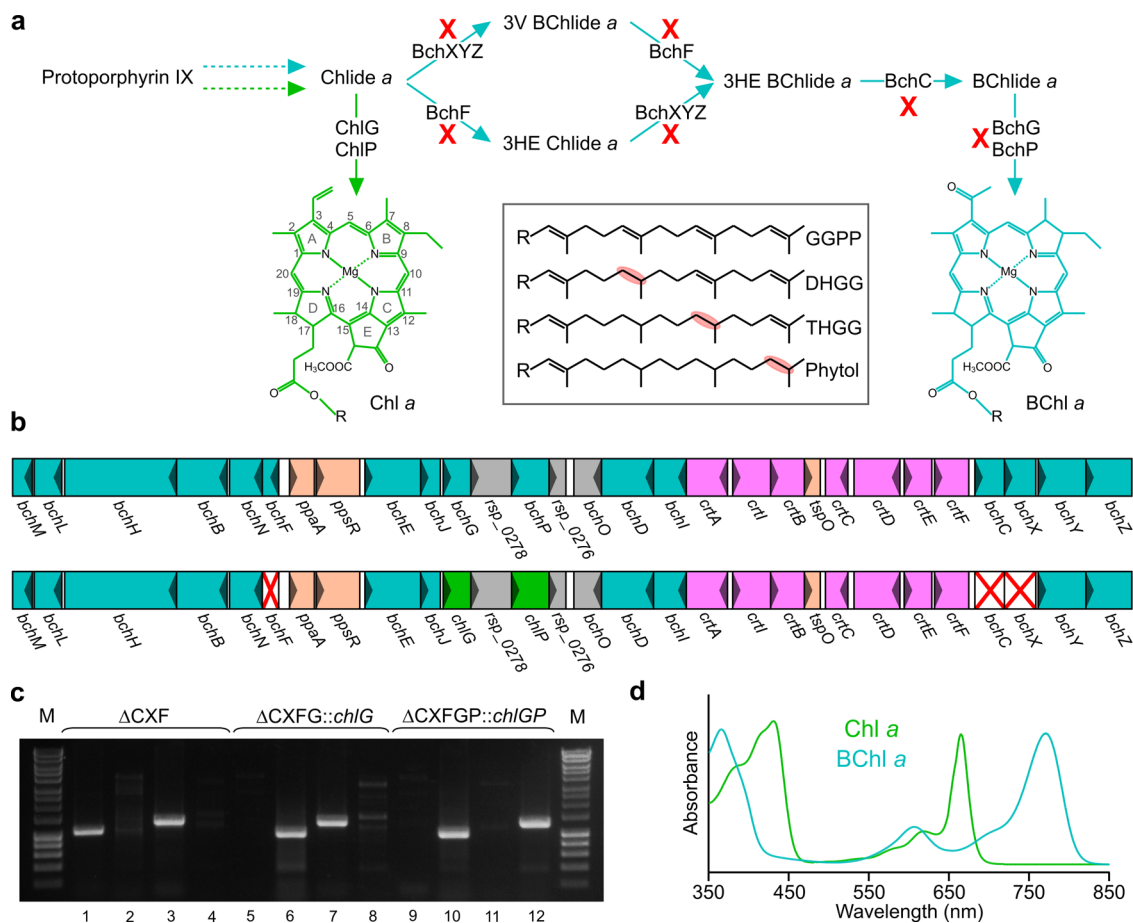 a
X 3V BChlide a X
BchXYZ BchF
Protoporphyrin IX Chlide a 3HE BChlide a BchC BChlide a
X
BchF BchXYZ
X 3HE Chlide a X
ChlG
ChlP
X BchG
BchP
3 5 7
2 4 6 8
A B
1 N N 9
20 Mg 10
19 N N 11
D 16 14 C
18 17 15 E 13 12
H3COOC O
O O
R
Chl a
R GGPP
R DHGG
R THGG
R Phytol
O
N N
Mg
N N
H3COOC O
O O
R
BChl a
b
bchM bchL bchH bchB bchN bchF ppaA ppsR bchE bchJ bchG rsp_0278 bchP rsp_0276 bchO bchD bchI crtA crtI crtB tspO crtC crtD crtE crtF bchC bchX bchY bchZ
bchM bchL bchH bchB bchN bchF ppaA ppsR bchE bchJ chlG rsp_0278 chlP rsp_0276 bchO bchD bchI crtA crtI crtB tspO crtC crtD crtE crtF bchC bchX bchY bchZ
c
M ΔCXF ΔCXFG::chlG ΔCXFGP::chlGP M
1 2 3 4 5 6 7 8 9 10 11 12
d
Chl a
BChl a
Absorbance
350 450 550 650 750 850
Wavelength (nm)